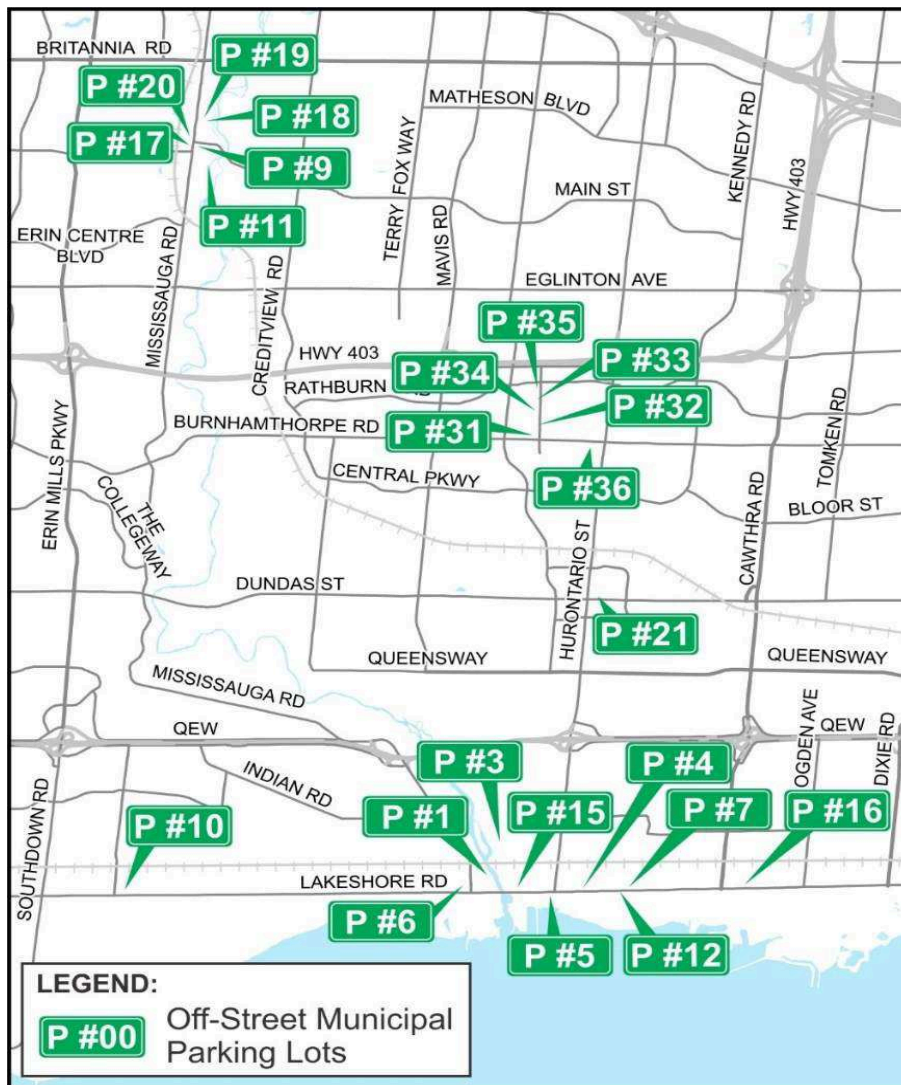 BRITANNIA RD
P #19
P #20
MATHESON BLVD
P #18
P #17
P #9
KENNEDY RD
HWY 403
TERRY FOX WAY
MAIN ST
P #11
ERIN CENTRE
BLVD
MISSISSAUGA RD
CREDITVIEW RD
MAVIS RD
EGLINTON AVE
P #35
HWY 403
P #33
P #34
RATHBURN
P #32
BURNHAMTHORPE RD
P #31
ERIN MILLS PKWY
TOMKEN RD
CENTRAL PKWY
P #36
THE
COLLEGEWAY
CAWTHRA RD
BLOOR ST
DUNDAS ST
HURONTARIO ST
P #21
QUEENSWAY
QUEENSWAY
MISSISSAUGA RD
QEW
OGDEN AVE
QEW
DIXIE RD
P #3
P #4
INDIAN RD
SOUTHDOWN RD
P #1
P #15
P #7
P #16
P #10
LAKESHORE RD
P #6
P #5
P #12
LEGEND:
P #00
Off-Street Municipal
Parking Lots